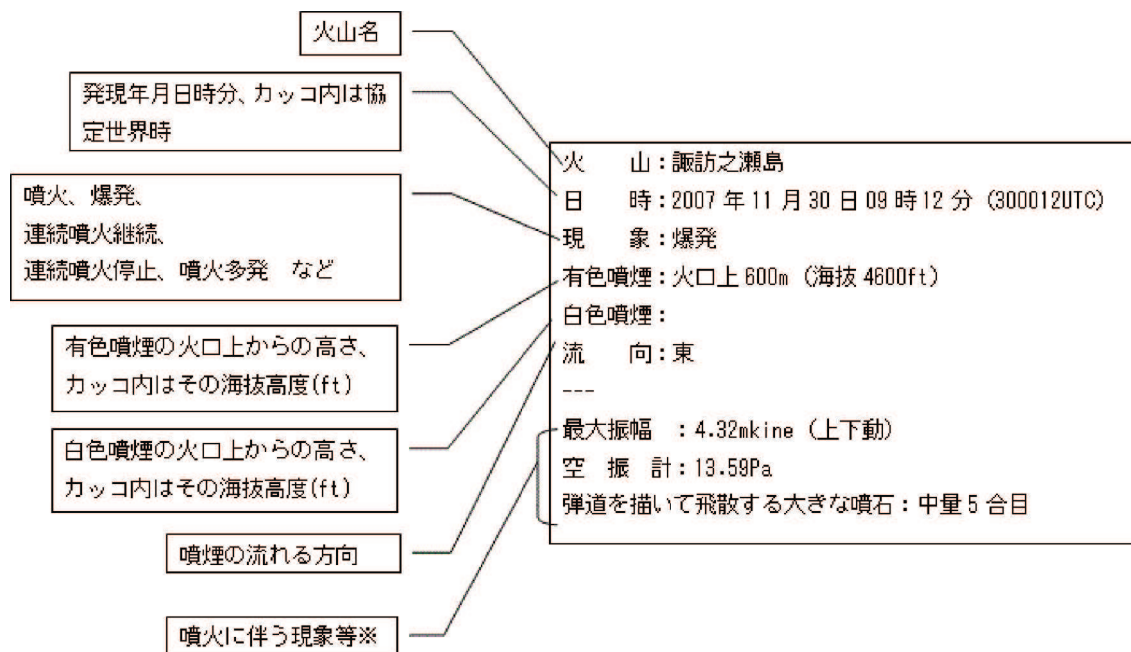 火山名
発現年月日時分、カッコ内は協
定世界時
噴火、爆発、
連続噴火継続、
連続噴火停止、噴火多発　など
有色噴煙の火口上からの高さ、
カッコ内はその海抜高度(ft)
白色噴煙の火口上からの高さ、
カッコ内はその海抜高度(ft)
噴煙の流れる方向
噴火に伴う現象等※
火　　山：諏訪之瀬島
日　　時：2007 年 11 月 30 日 09 時 12 分 (300012UTC)
現　　象：爆発
有色噴煙：火口上 600m (海抜 4600ft)
白色噴煙：
流　　向：東
---
最大振幅　：4.32mkine (上下動)
空　振　計：13.59Pa
弾道を描いて飛散する大きな噴石：中量 5 合目